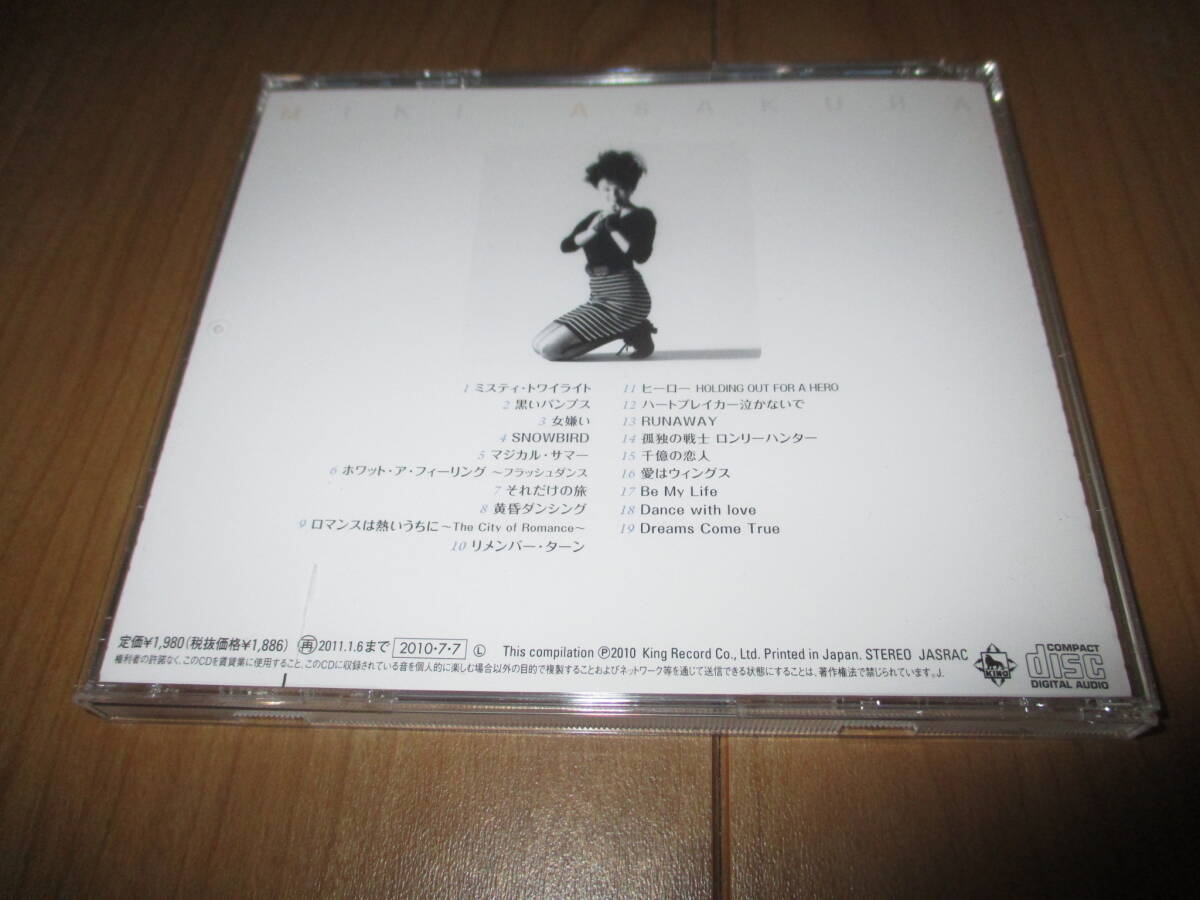 MIKI ASAKURA
1 ミスティ・トワイライト
2 黒いパンプス
3 女嫌い
4 SNOWBIRD
5 マジカル・サマー
6 ホワット・ア・フィーリング ～フラッシュダンス
7 それだけの旅
8 黄昏ダンシング
9 ロマンスは熱いうちに～The City of Romance～
10 リメンバー・ターン
11 ヒーロー HOLDING OUT FOR A HERO
12 ハートブレイカー泣かないで
13 RUNAWAY
14 孤独の戦士 ロンリーハンター
15 千億の恋人
16 愛はウィングス
17 Be My Life
18 Dance with love
19 Dreams Come True
定価¥1,980(税抜価格¥1,886) 再2011.1.6まで 2010・7・7 Ⓛ This compilation Ⓟ2010 King Record Co., Ltd. Printed in Japan. STEREO JASRAC
権利者の許諾なく、このCDを賃貸業に使用すること、このCDに収録されている音を個人的に楽しむ場合以外の目的で複製することおよびネットワーク等を通じて送信できる状態にすることは、著作権法で禁じられています。J.
KING
COMPACT
disc
DIGITAL AUDIO